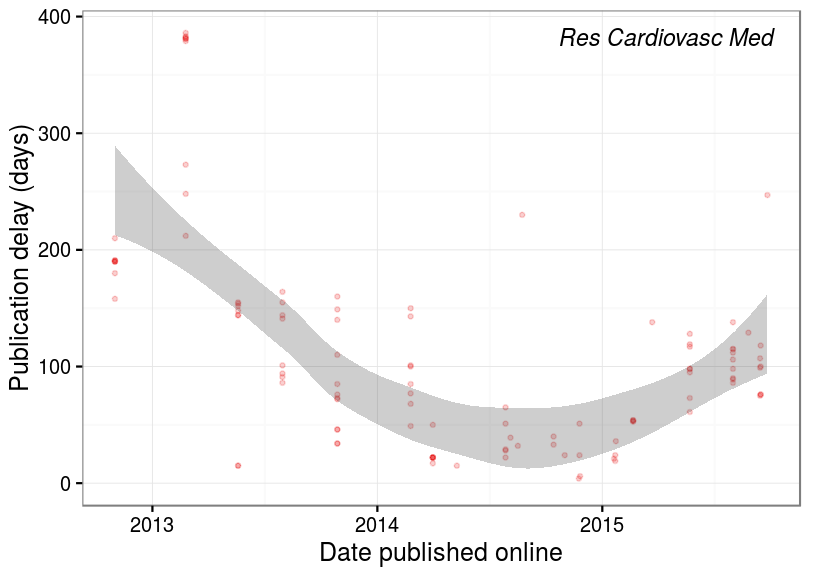 Res Cardiovasc Med
Publication delay (days)
400
300
200
100
0
2013 2014 2015
Date published online